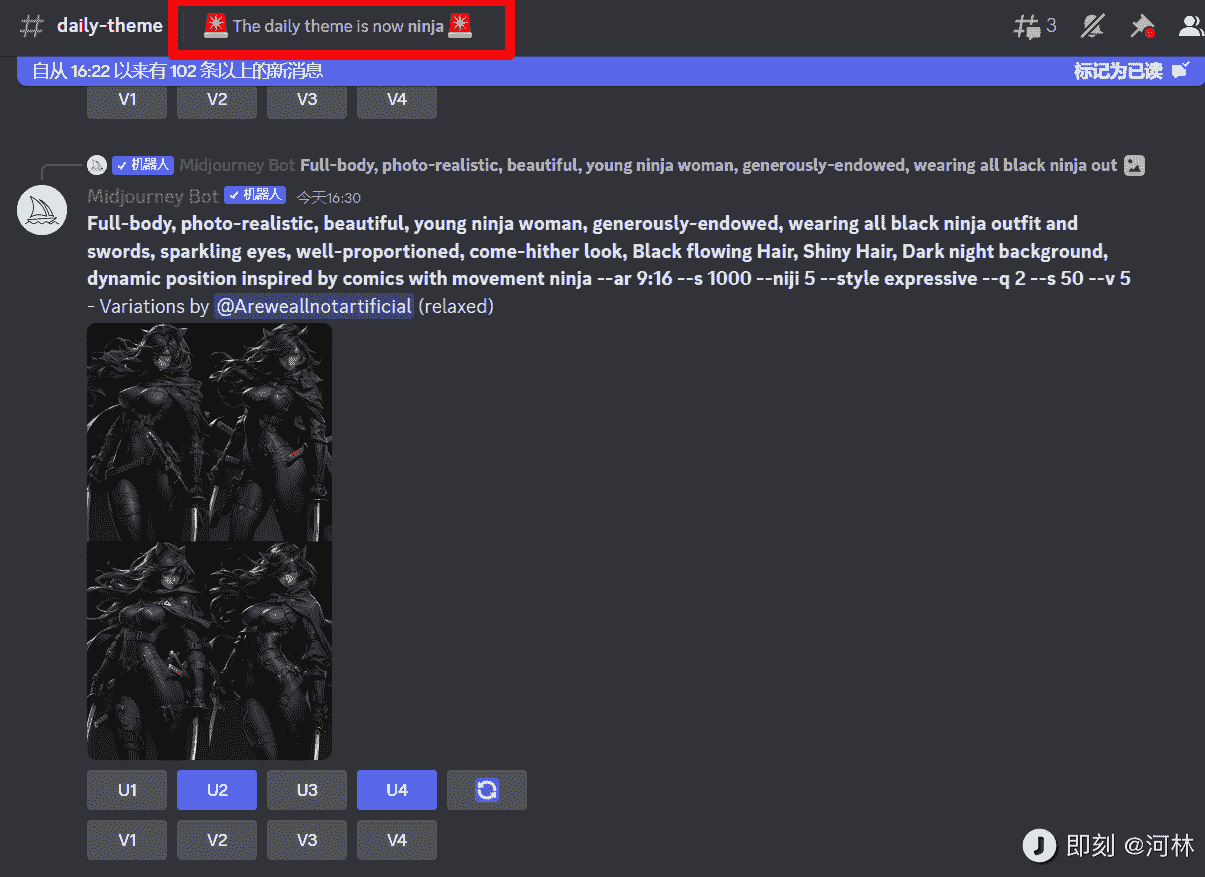 daily-theme
The daily theme is now ninja
3
自从 16:22 以来有 102 条以上的新消息
标记为已读
V1 V2 V3 V4
机器人 Midjourney Bot Full-body, photo-realistic, beautiful, young ninja woman, generously-endowed, wearing all black ninja out
Midjourney Bot 机器人 今天16:30
Full-body, photo-realistic, beautiful, young ninja woman, generously-endowed, wearing all black ninja outfit and
swords, sparkling eyes, well-proportioned, come-hither look, Black flowing Hair, Shiny Hair, Dark night background,
dynamic position inspired by comics with movement ninja --ar 9:16 --s 1000 --niji 5 --style expressive --q 2 --s 50 --v 5
- Variations by @Areweallnotartificial (relaxed)
U1 U2 U3 U4
V1 V2 V3 V4
即刻 @河林